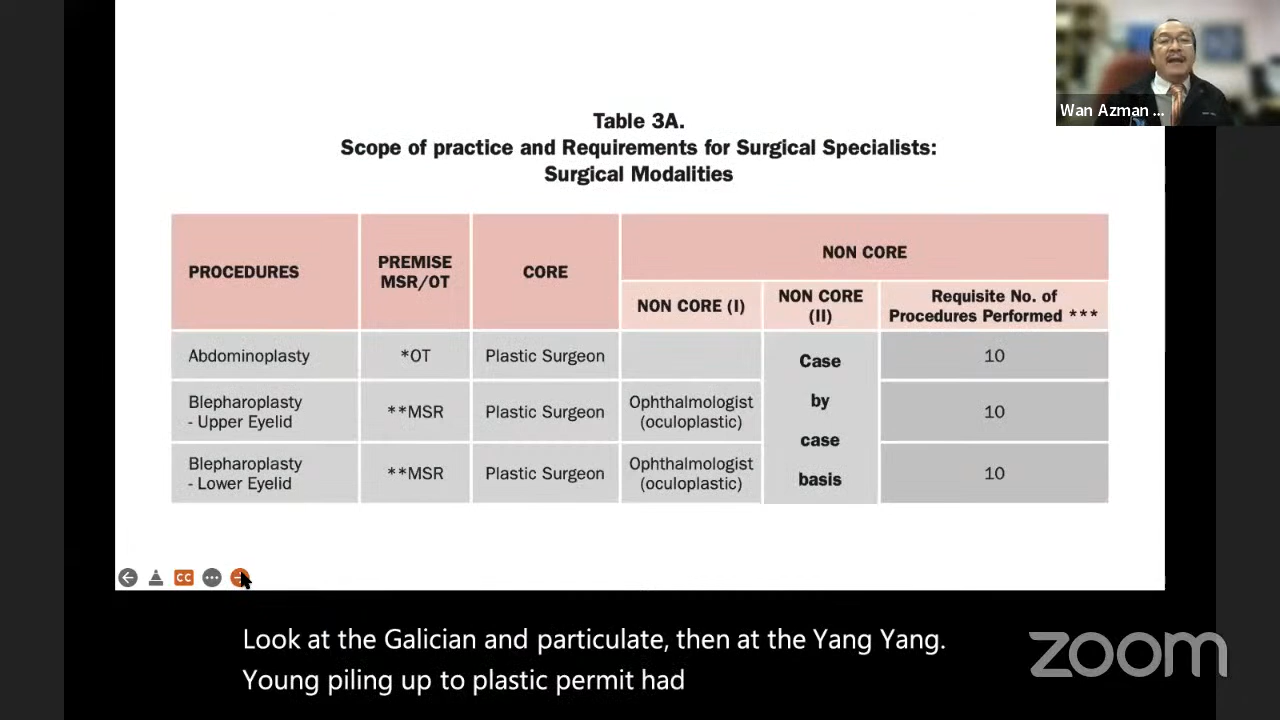 Wan Azman ...
Table 3A.
Scope of practice and Requirements for Surgical Specialists:
Surgical Modalities
PROCEDURES
PREMISE
MSR/OT
CORE
NON CORE
NON CORE (I)
NON CORE
(II)
Requisite No. of
Procedures Performed ***
Abdominoplasty
*OT
Plastic Surgeon
10
Blepharoplasty
- Upper Eyelid
**MSR
Plastic Surgeon
Ophthalmologist
(oculoplastic)
10
Blepharoplasty
- Lower Eyelid
**MSR
Plastic Surgeon
Ophthalmologist
(oculoplastic)
10
Case
by
case
basis
CC
Look at the Galician and particulate, then at the Yang Yang.
Young piling up to plastic permit had
zoom